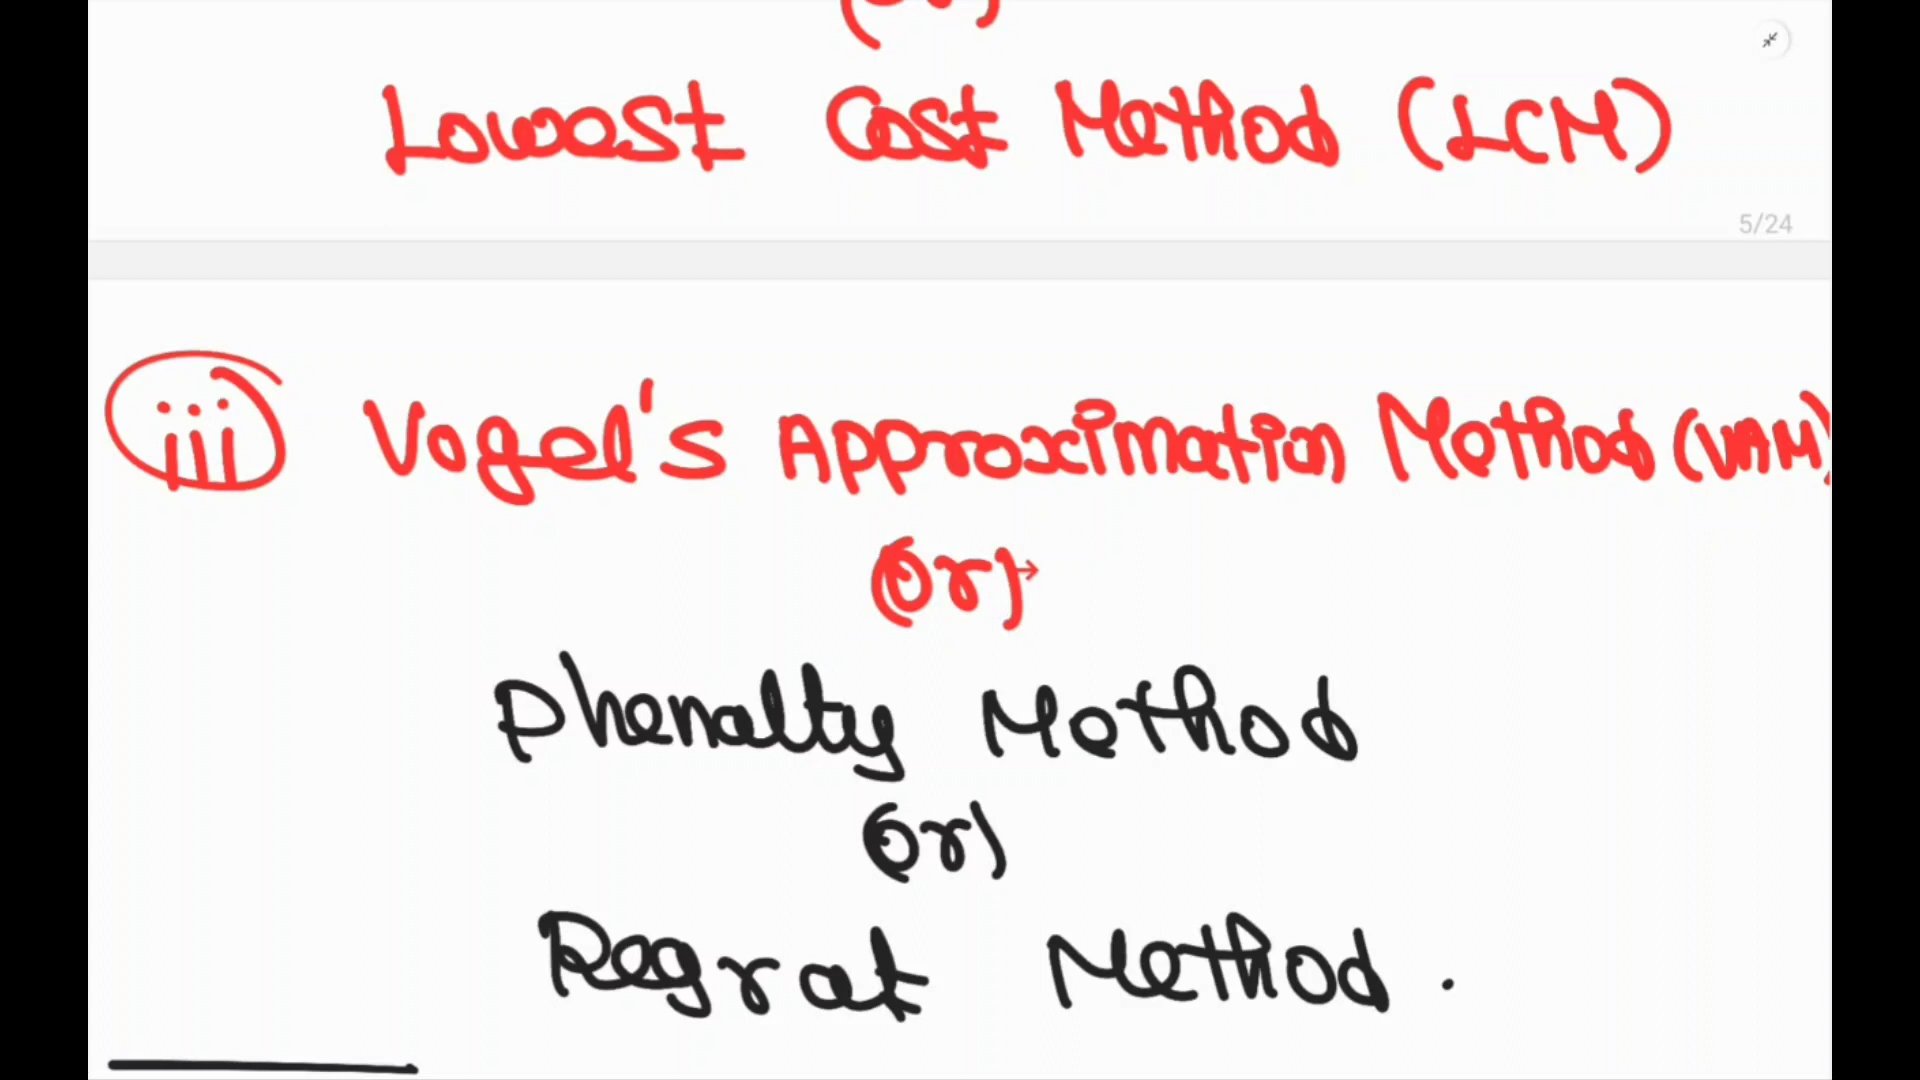 Lowest Cost Method (LCM)
5/24
iii) Vogel's Approximation Method (VAM)
(Or)
Phenalty Method
(Or)
Regrat Method.